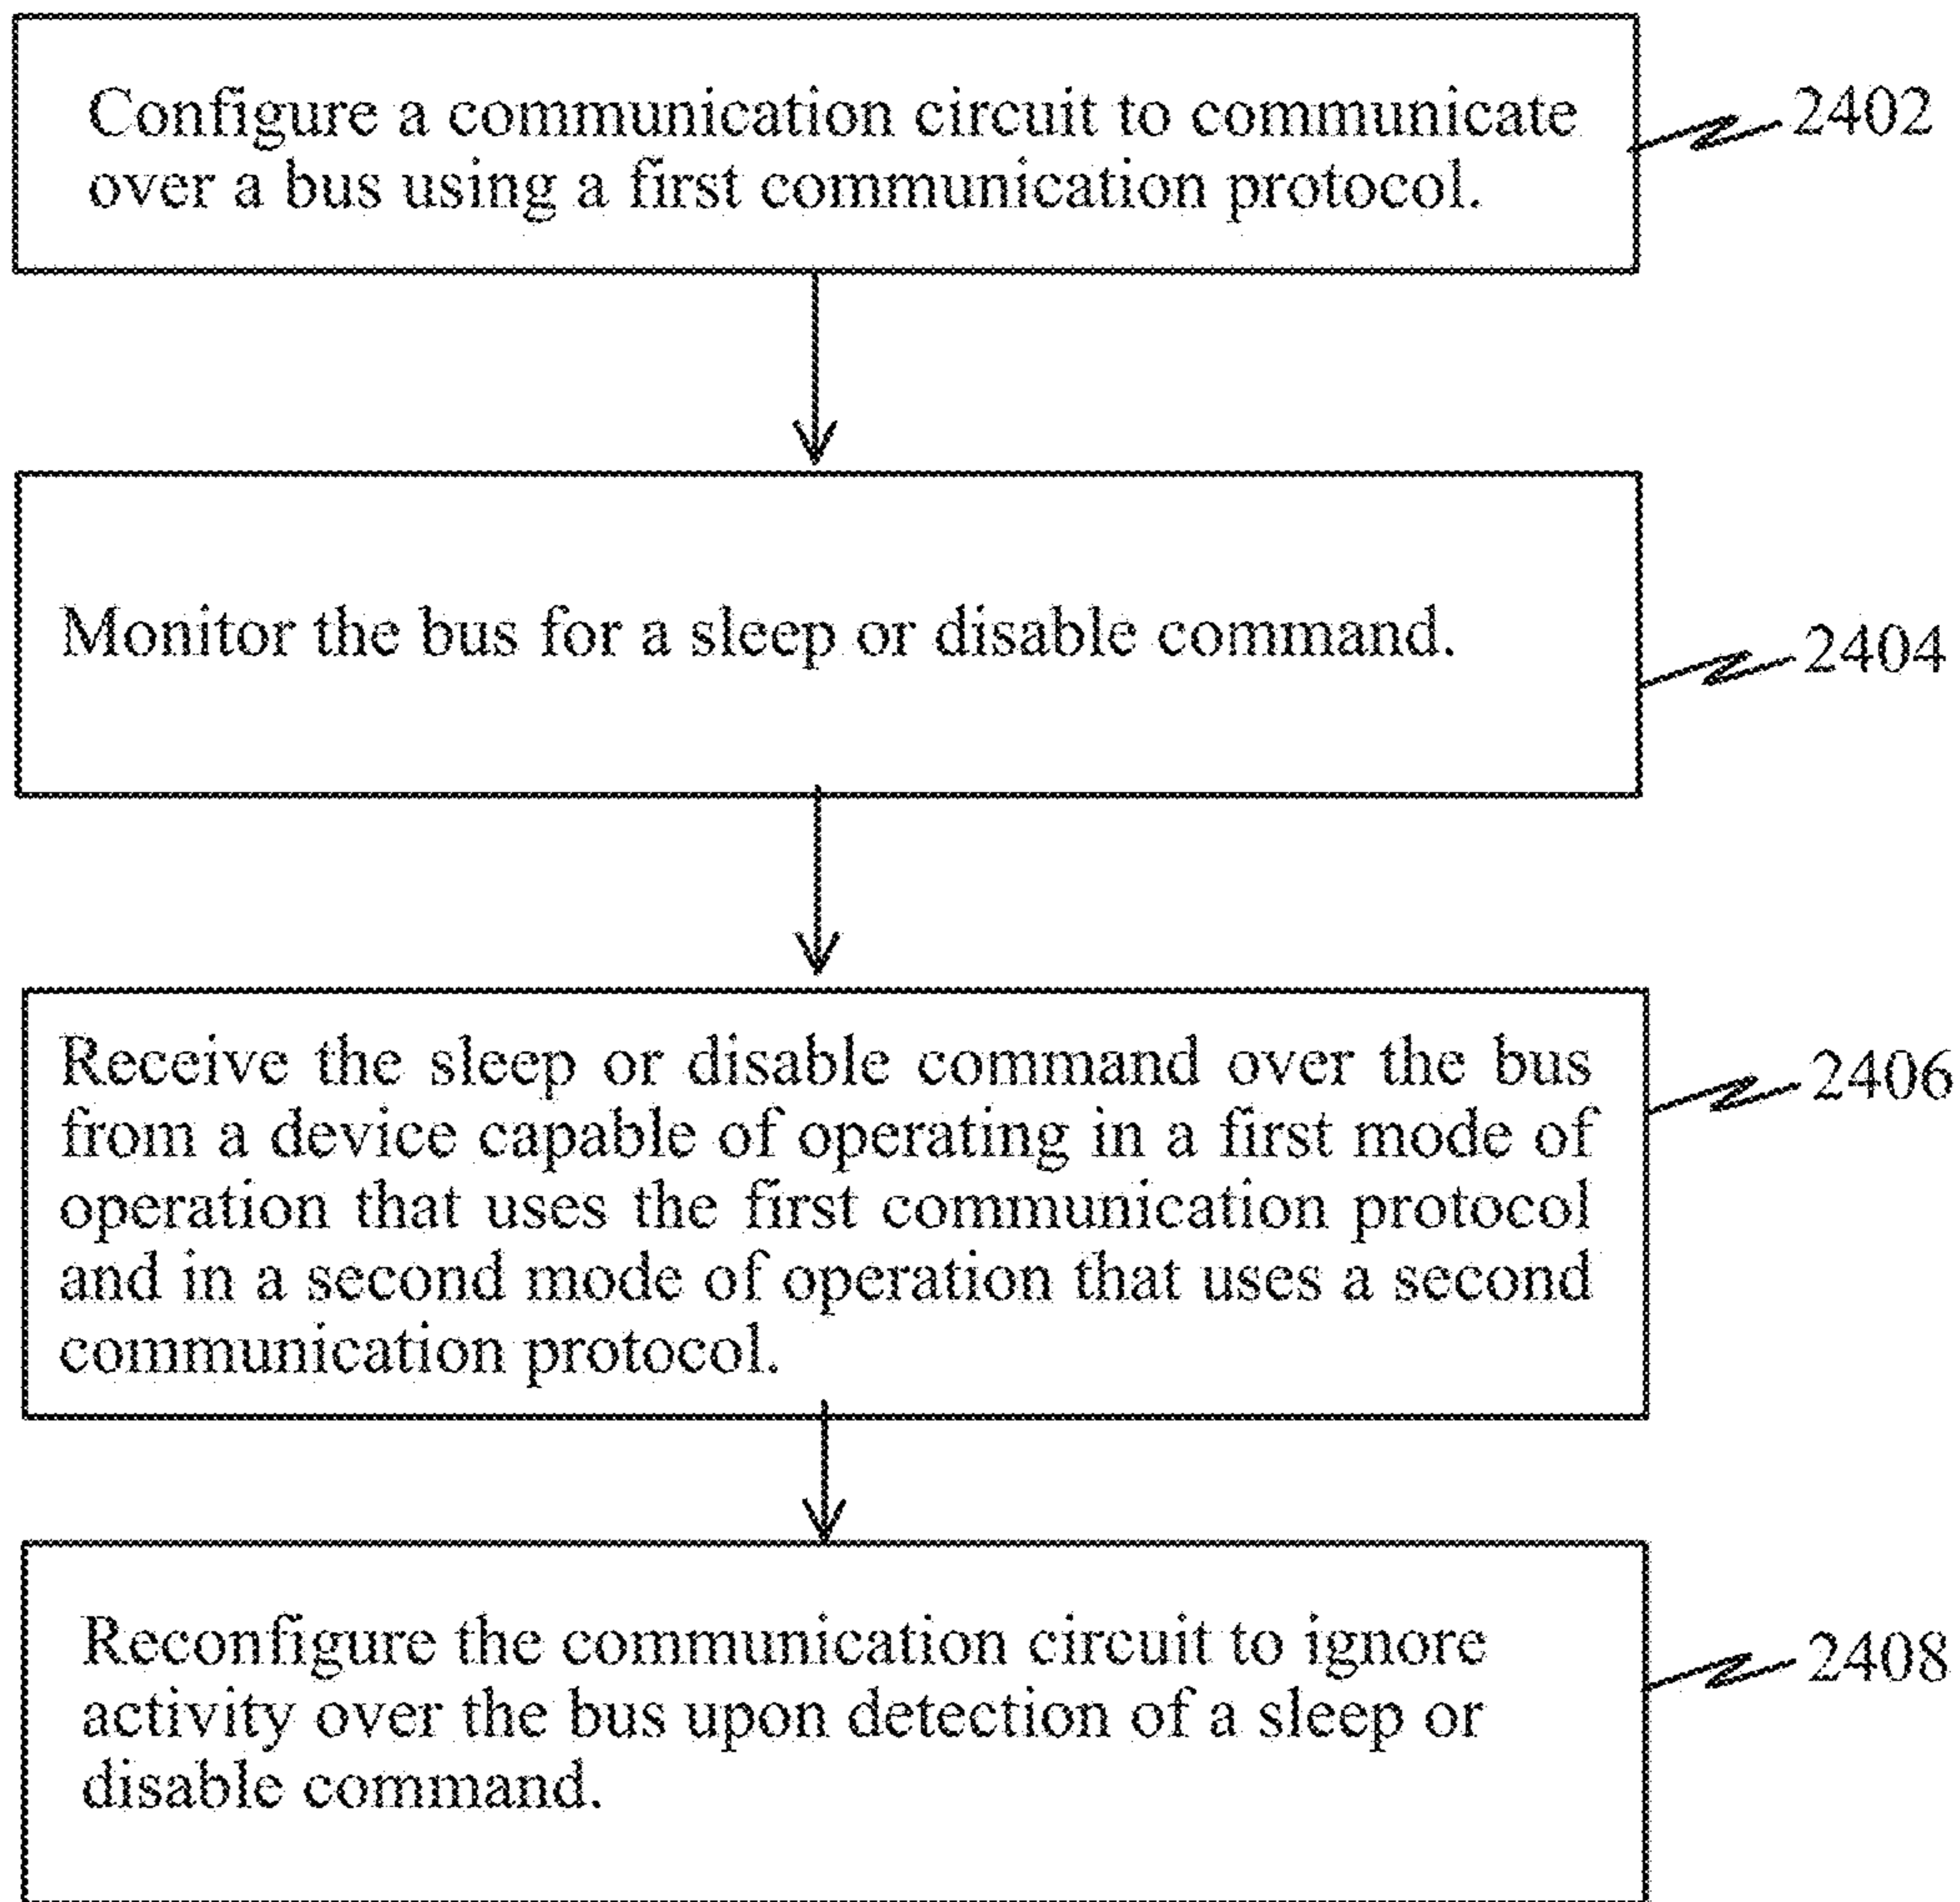 Configure a communication circuit to communicate
over a bus using a first communication protocol.
2402
Monitor the bus for a sleep or disable command.
2404
Receive the sleep or disable command over the bus
from a device capable of operating in a first mode of
operation that uses the first communication protocol
and in a second mode of operation that uses a second
communication protocol.
2406
Reconfigure the communication circuit to ignore
activity over the bus upon detection of a sleep or
disable command.
2408